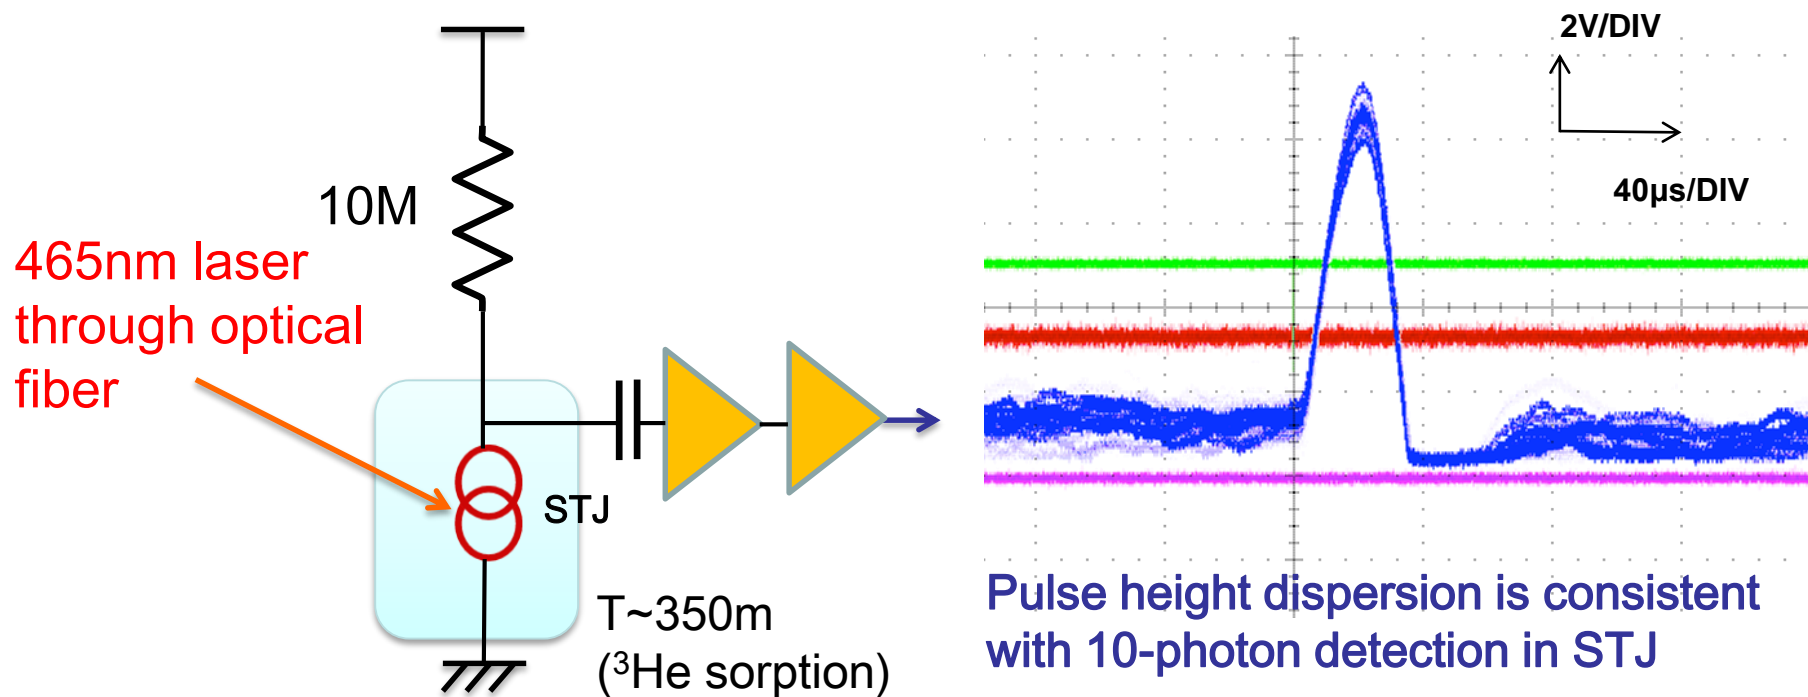 10M
465nm laser
through optical
fiber
STJ
T~350m
(³He sorption)
2V/DIV
40µs/DIV
Pulse height dispersion is consistent
with 10-photon detection in STJ